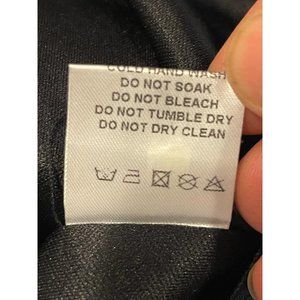 COLD HAND WASH
DO NOT SOAK
DO NOT BLEACH
DO NOT TUMBLE DRY
DO NOT DRY CLEAN